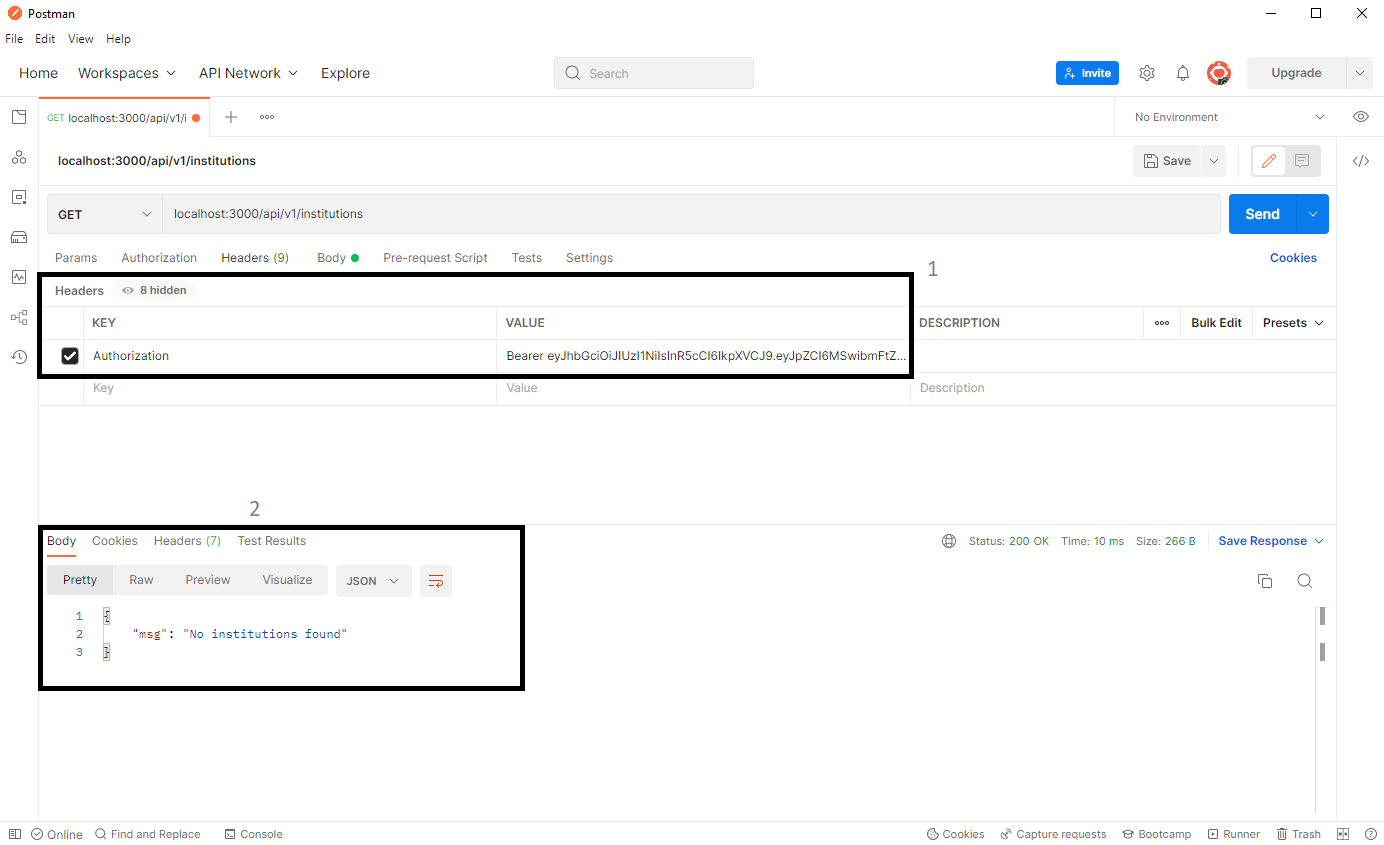 Postman
File Edit View Help
Home Workspaces API Network Explore Search Invite Upgrade
GET localhost:3000/api/v1/i No Environment
localhost:3000/api/v1/institutions Save
GET localhost:3000/api/v1/institutions Send
Params Authorization Headers (9) Body Pre-request Script Tests Settings Cookies
1
Headers 8 hidden
KEY VALUE DESCRIPTION Bulk Edit Presets
Authorization Bearer eyJhbGciOiJIUzI1NiIsInR5cCI6IkpXVCJ9.eyJpZCI6MSwibmFtZ...
Key Value Description
2
Body Cookies Headers (7) Test Results Status: 200 OK Time: 10 ms Size: 266 B Save Response
Pretty Raw Preview Visualize JSON
1 {
2 "msg": "No institutions found"
3 }
Online Find and Replace Console Cookies Capture requests Bootcamp Runner Trash